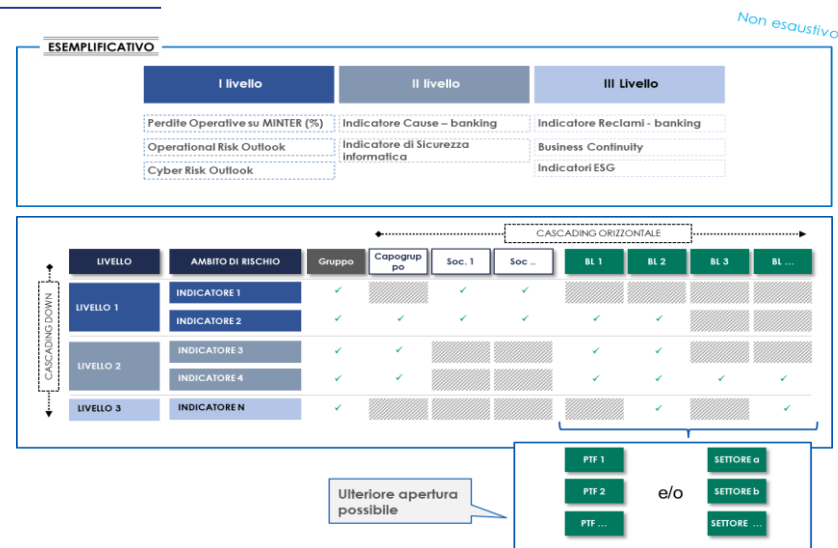 Non esaustivo
ESEMPLIFICATIVO
I livello
II livello
III Livello
Perdite Operative su MINTER (%)
Indicatore Cause – banking
Indicatore Reclami - banking
Operational Risk Outlook
Indicatore di Sicurezza
informatica
Business Continuity
Cyber Risk Outlook
Indicatori ESG
CASCADING ORIZZONTALE
LIVELLO
AMBITO DI RISCHIO
Gruppo
Capogrup
po
Soc. 1
Soc ..
BL 1
BL 2
BL 3
BL ...
CASCADING DOWN
LIVELLO 1
INDICATORE 1
INDICATORE 2
LIVELLO 2
INDICATORE 3
INDICATORE 4
LIVELLO 3
INDICATORE N
Ulteriore apertura
possibile
PTF 1
PTF 2
PTF ...
e/o
SETTORE a
SETTORE b
SETTORE ...